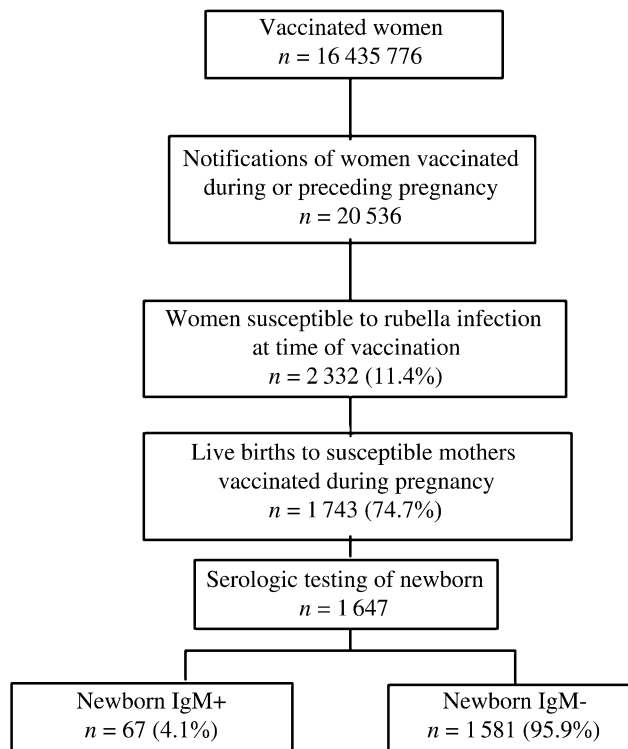 Vaccinated women
n = 16 435 776
Notifications of women vaccinated
during or preceding pregnancy
n = 20 536
Women susceptible to rubella infection
at time of vaccination
n = 2 332 (11.4%)
Live births to susceptible mothers
vaccinated during pregnancy
n = 1 743 (74.7%)
Serologic testing of newborn
n = 1 647
Newborn IgM+
n = 67 (4.1%)
Newborn IgM-
n = 1 581 (95.9%)